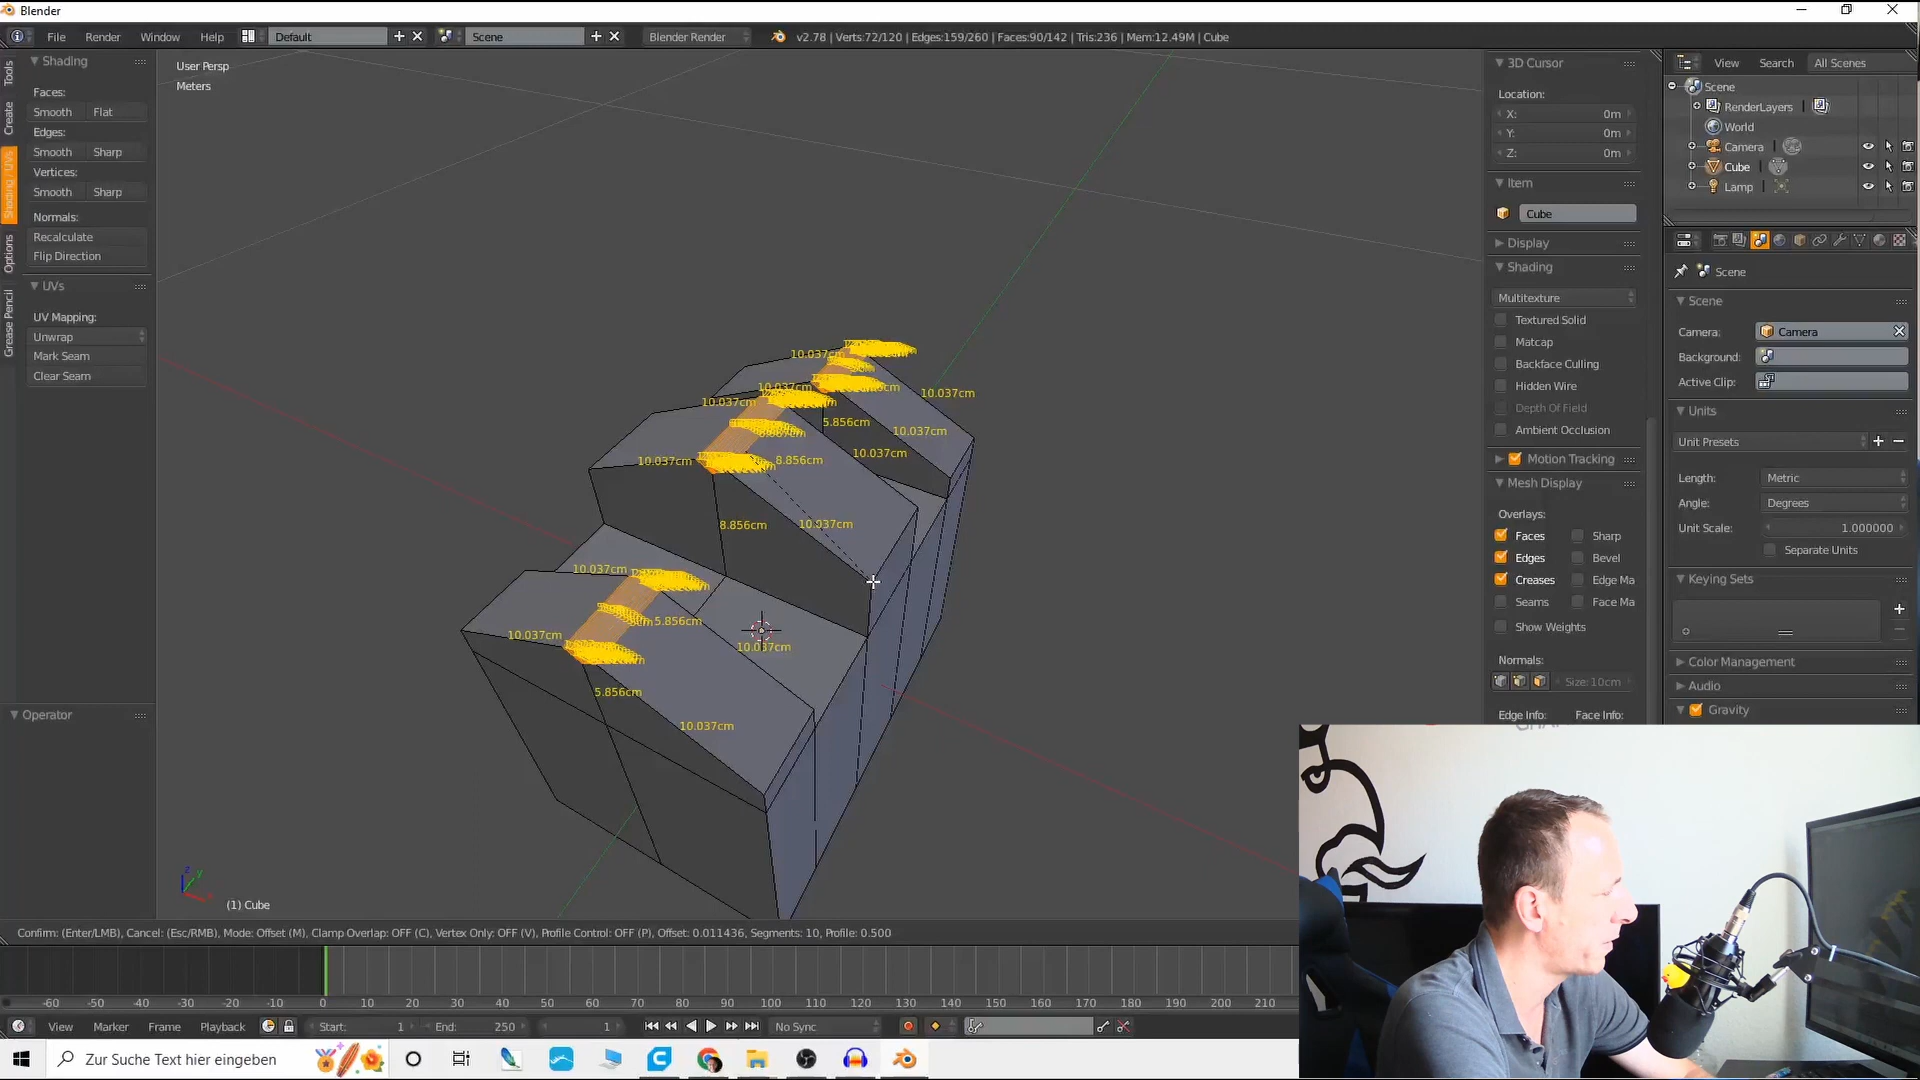 Blender
File Render Window Help Default Scene Blender Render v2.78 | Verts:72/120 | Edges:159/260 | Faces:90/142 | Tris:236 | Mem:12.49M | Cube
Tools
Create
Shading / UVs
Options
Grease Pencil
Shading
Faces:
Smooth Flat
Edges:
Smooth Sharp
Vertices:
Smooth Sharp
Normals:
Recalculate
Flip Direction
UVs
UV Mapping:
Unwrap
Mark Seam
Clear Seam
Operator
User Persp
Meters
10.037cm
10.037cm
10.037cm
10.037cm
5.856cm
10.037cm
10.037cm
10.037cm
8.856cm
8.856cm
10.037cm
10.037cm
5.856cm
10.037cm
10.037cm
5.856cm
10.037cm
(1) Cube
3D Cursor
Location:
X: 0m
Y: 0m
Z: 0m
Item
Cube
Display
Shading
Multitexture
Textured Solid
Matcap
Backface Culling
Hidden Wire
Depth Of Field
Ambient Occlusion
Motion Tracking
Mesh Display
Overlays:
Faces Sharp
Edges Bevel
Creases Edge Ma
Seams Face Ma
Show Weights
Normals:
Size:10cm
Edge Info: Face Info:
View Search All Scenes
Scene
RenderLayers
World
Camera
Cube
Lamp
Scene
Scene
Camera: Camera
Background:
Active Clip:
Units
Unit Presets
Length: Metric
Angle: Degrees
Unit Scale: 1.000000
Separate Units
Keying Sets
Color Management
Audio
Gravity
Confirm: (Enter/LMB), Cancel: (Esc/RMB), Mode: Offset (M), Clamp Overlap: OFF (C), Vertex Only: OFF (V), Profile Control: OFF (P), Offset: 0.011436, Segments: 10, Profile: 0.500
-60 -50 -40 -30 -20 -10 0 10 20 30 40 50 60 70 80 90 100 110 120 130 140 150 160 170 180 190 200 210
View Marker Frame Playback Start: 1 End: 250 1 No Sync
Zur Suche Text hier eingeben